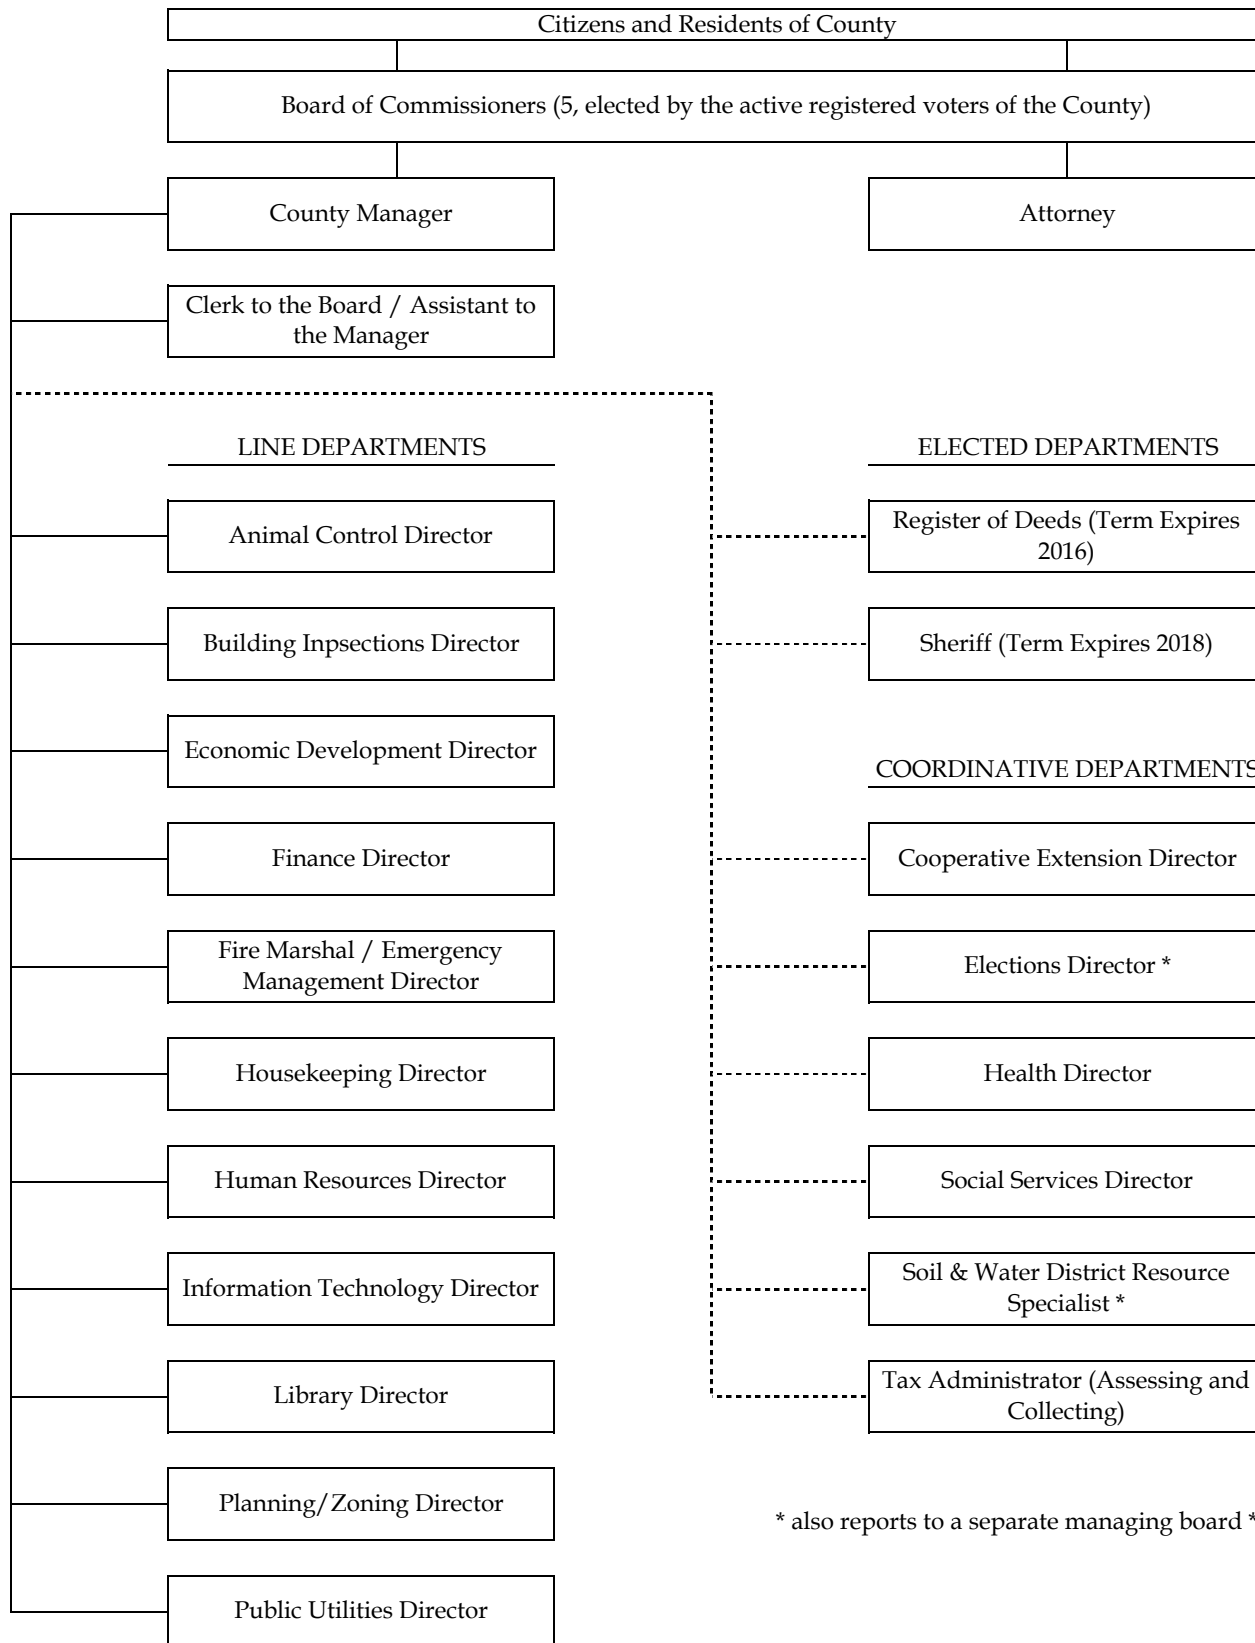 Citizens and Residents of County
Board of Commissioners (5, elected by the active registered voters of the County)
County Manager
Attorney
Clerk to the Board / Assistant to
the Manager
LINE DEPARTMENTS
Animal Control Director
Building Inpsections Director
Economic Development Director
Finance Director
Fire Marshal / Emergency
Management Director
Housekeeping Director
Human Resources Director
Information Technology Director
Library Director
Planning/Zoning Director
Public Utilities Director
ELECTED DEPARTMENTS
Register of Deeds (Term Expires
2016)
Sheriff (Term Expires 2018)
COORDINATIVE DEPARTMENTS
Cooperative Extension Director
Elections Director *
Health Director
Social Services Director
Soil & Water District Resource
Specialist *
Tax Administrator (Assessing and
Collecting)
* also reports to a separate managing board *